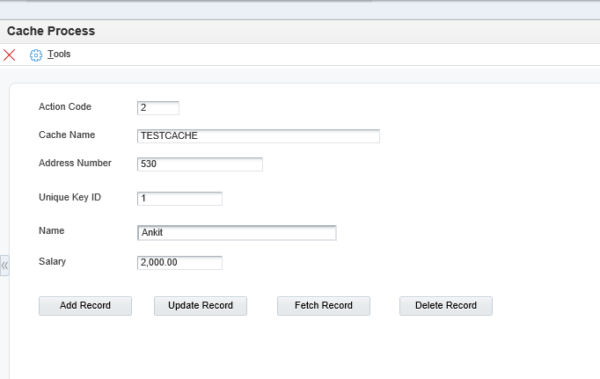 Cache Process
Tools
Action Code 2
Cache Name TESTCACHE
Address Number 530
Unique Key ID 1
Name Ankit
Salary 2,000.00
Add Record Update Record Fetch Record Delete Record